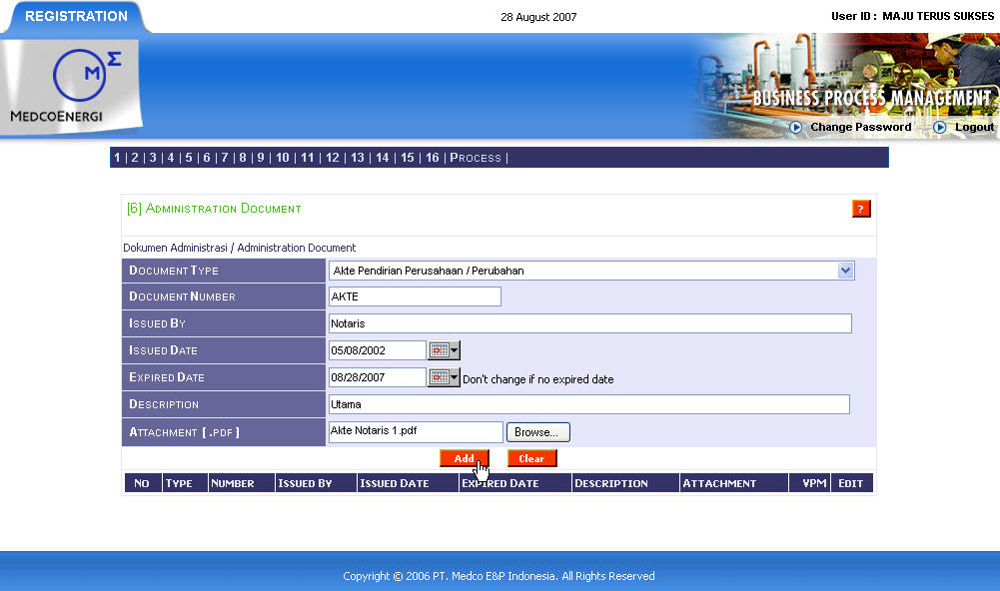 REGISTRATION
28 August 2007
User ID : MAJU TERUS SUKSES
M Σ
MEDCOENERGI
BUSINESS PROCESS MANAGEMENT
Change Password Logout
1 | 2 | 3 | 4 | 5 | 6 | 7 | 8 | 9 | 10 | 11 | 12 | 13 | 14 | 15 | 16 | PROCESS |
[6] ADMINISTRATION DOCUMENT ?
Dokumen Administrasi / Administration Document
DOCUMENT TYPE Akte Pendirian Perusahaan / Perubahan
DOCUMENT NUMBER AKTE
ISSUED BY Notaris
ISSUED DATE 05/08/2002
EXPIRED DATE 08/28/2007 Don't change if no expired date
DESCRIPTION Utama
ATTACHMENT [ .PDF ] Akte Notaris 1.pdf Browse...
Add Clear
NO TYPE NUMBER ISSUED BY ISSUED DATE EXPIRED DATE DESCRIPTION ATTACHMENT VPM EDIT
Copyright © 2006 PT. Medco E&P Indonesia. All Rights Reserved